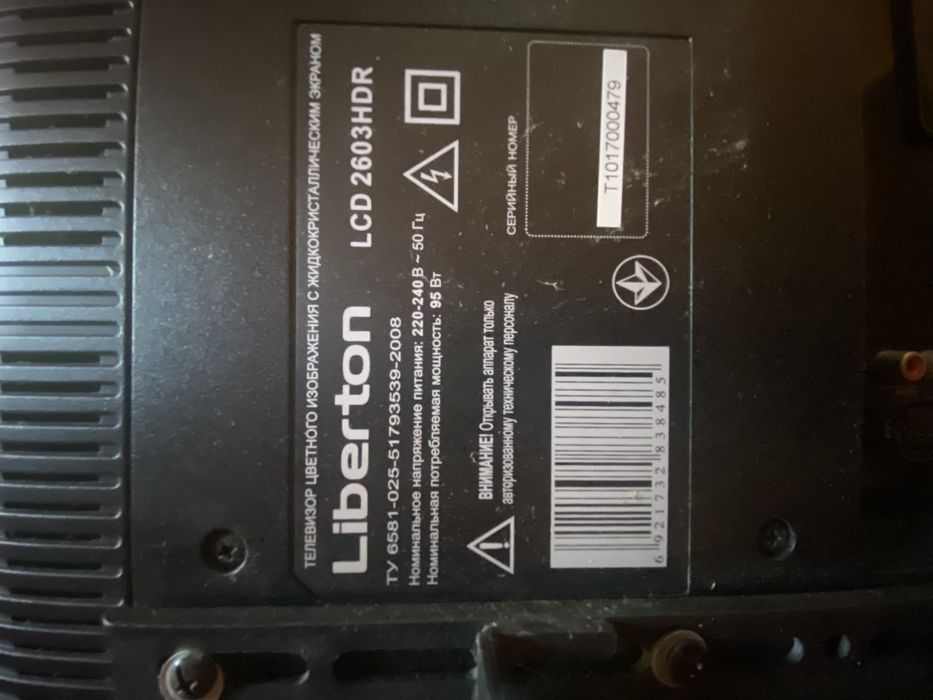 ТЕЛЕВИЗОР ЦВЕТНОГО ИЗОБРАЖЕНИЯ С ЖИДКОКРИСТАЛЛИЧЕСКИМ ЭКРАНОМ
Liberton LCD 2603HDR
ТУ 6581-025-51793539-2008
Номинальное напряжение питания: 220-240 В ~ 50 Гц
Номинальная потребляемая мощность: 95 Вт
ВНИМАНИЕ! Открывать аппарат только
авторизованному техническому персоналу
СЕРИЙНЫЙ НОМЕР
T1017000479
6 921732 838485